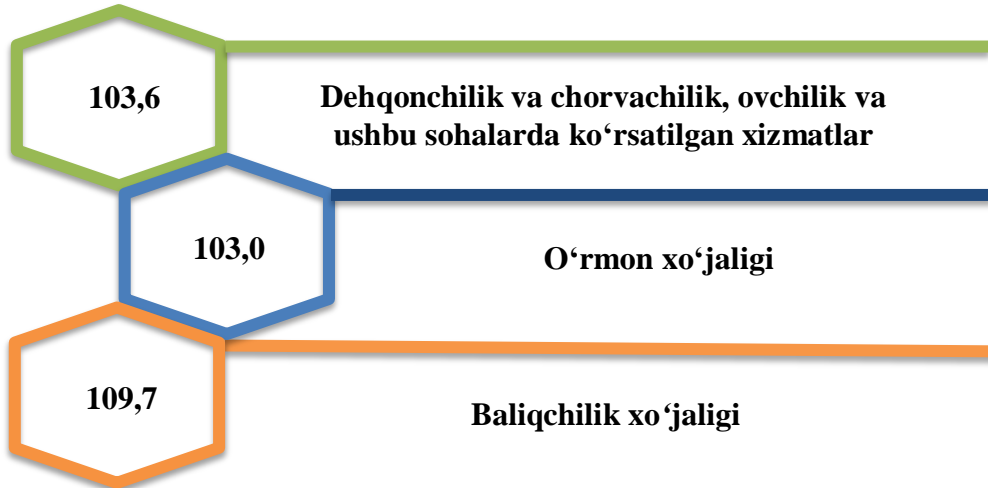 103,6
Dehqonchilik va chorvachilik, ovchilik va
ushbu sohalarda ko‘rsatilgan xizmatlar
103,0
O‘rmon xo‘jaligi
109,7
Baliqchilik xo‘jaligi